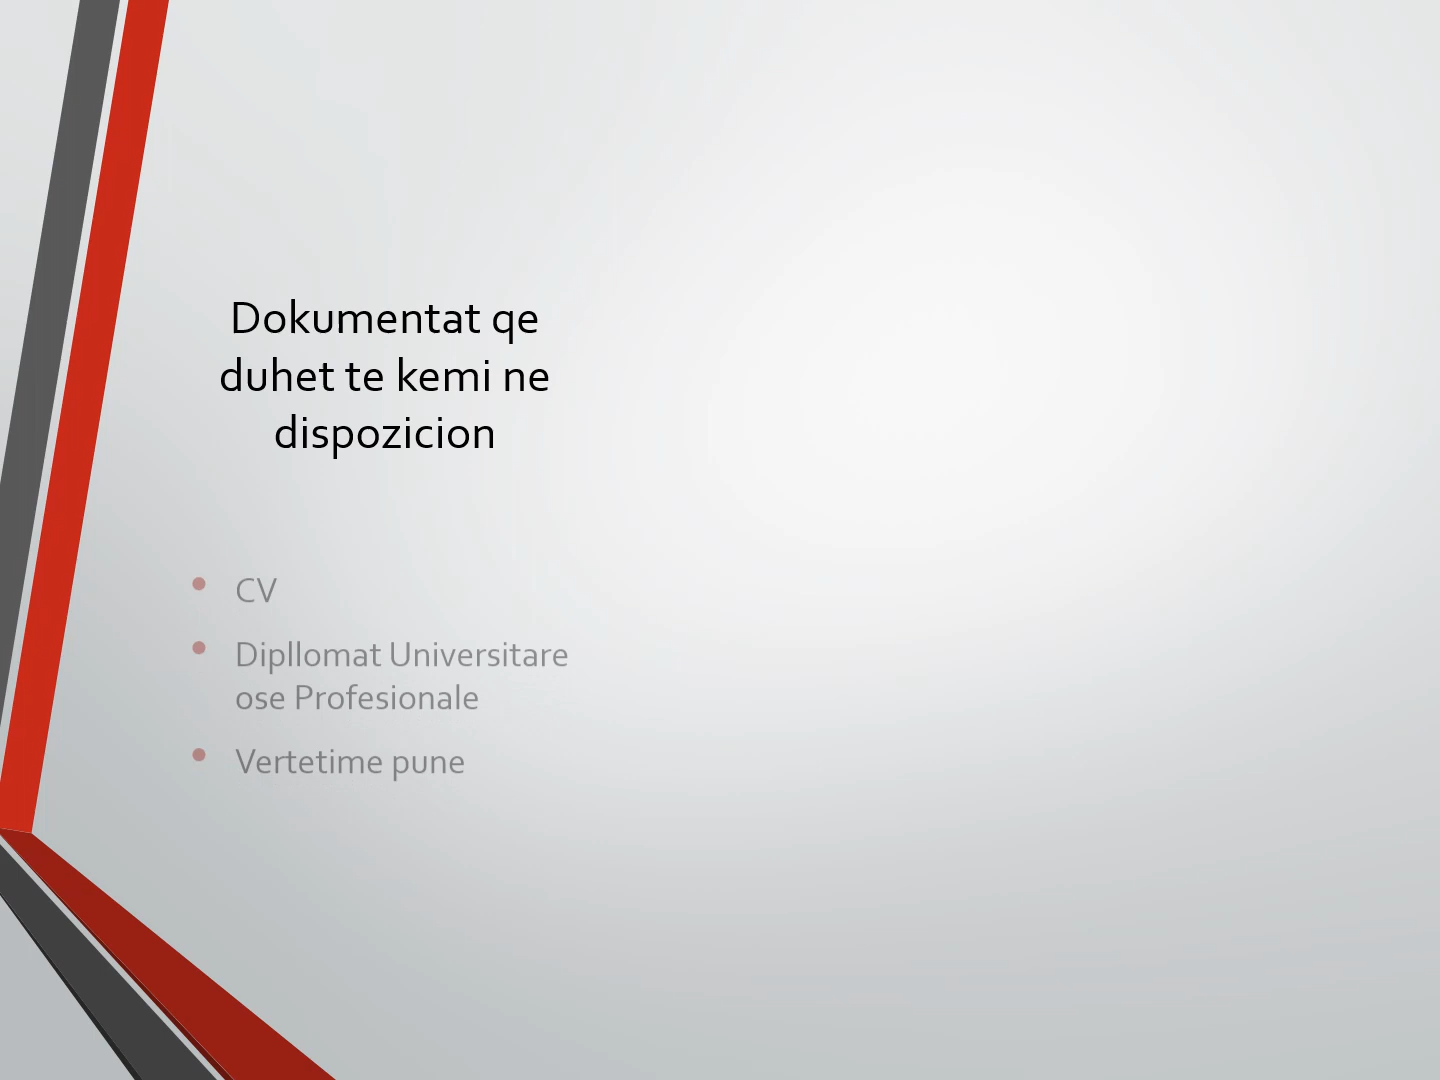 Dokumentat qe
duhet te kemi ne
dispozicion
• CV
• Dipllomat Universitare
ose Profesionale
• Vertetime pune